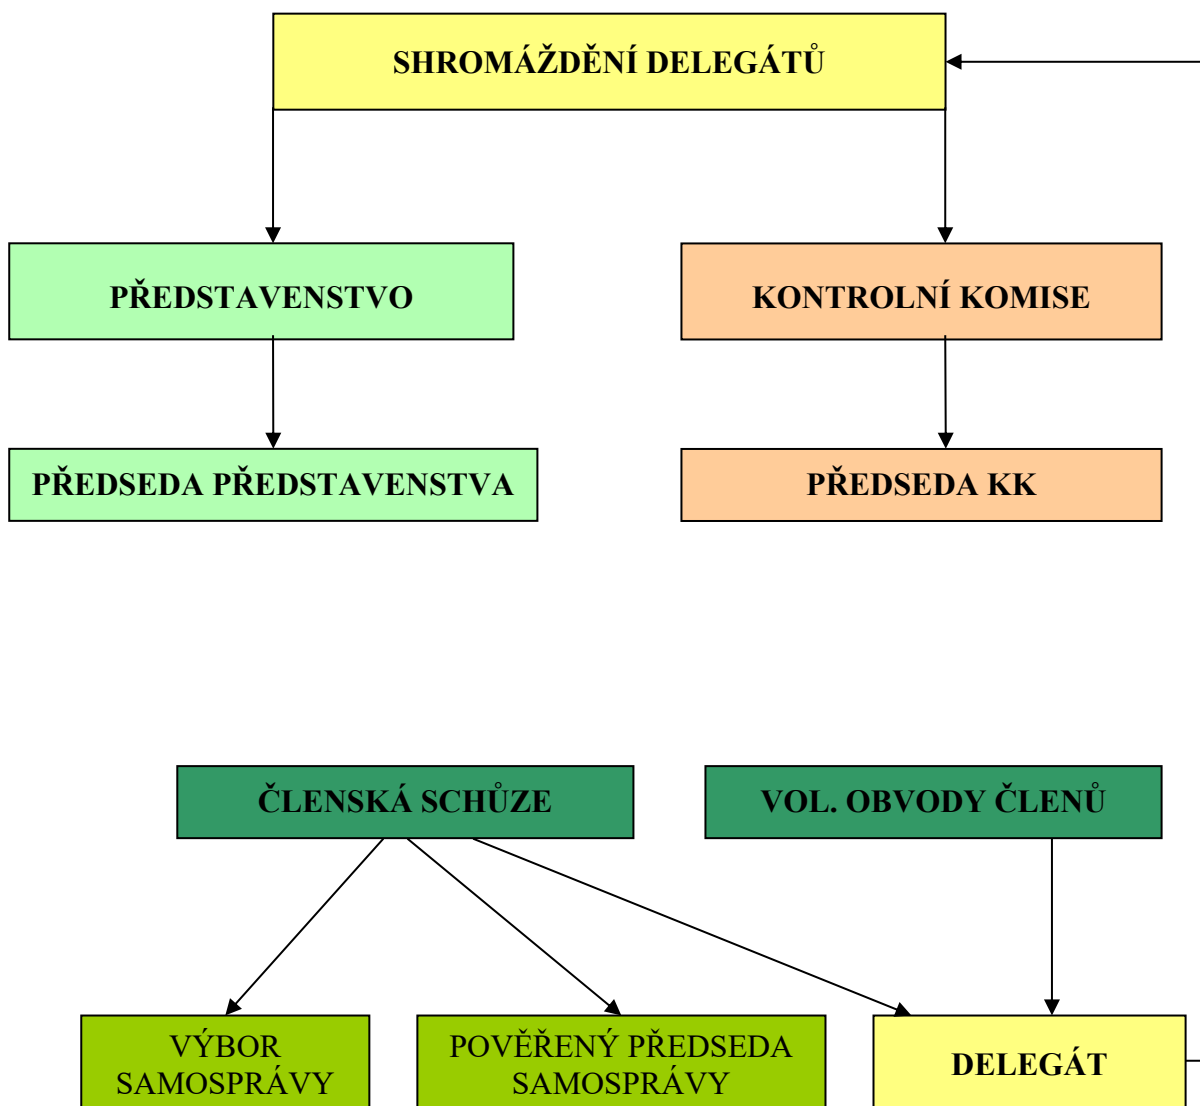 SHROMÁŽDĚNÍ DELEGÁTŮ
PŘEDSTAVENSTVO
KONTROLNÍ KOMISE
PŘEDSEDA PŘEDSTAVENSTVA
PŘEDSEDA KK
ČLENSKÁ SCHŮZE
VOL. OBVODY ČLENŮ
VÝBOR
SAMOSPRÁVY
POVĚŘENÝ PŘEDSEDA
SAMOSPRÁVY
DELEGÁT